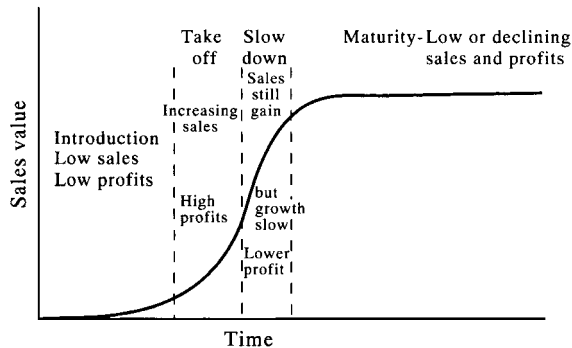 Take
off
Slow
down
Maturity-Low or declining
sales and profits
Sales
still
gain
Increasing
sales
Introduction
Low sales
Low profits
High
profits
but
growth
slow
Lower
profit
Sales value
Time